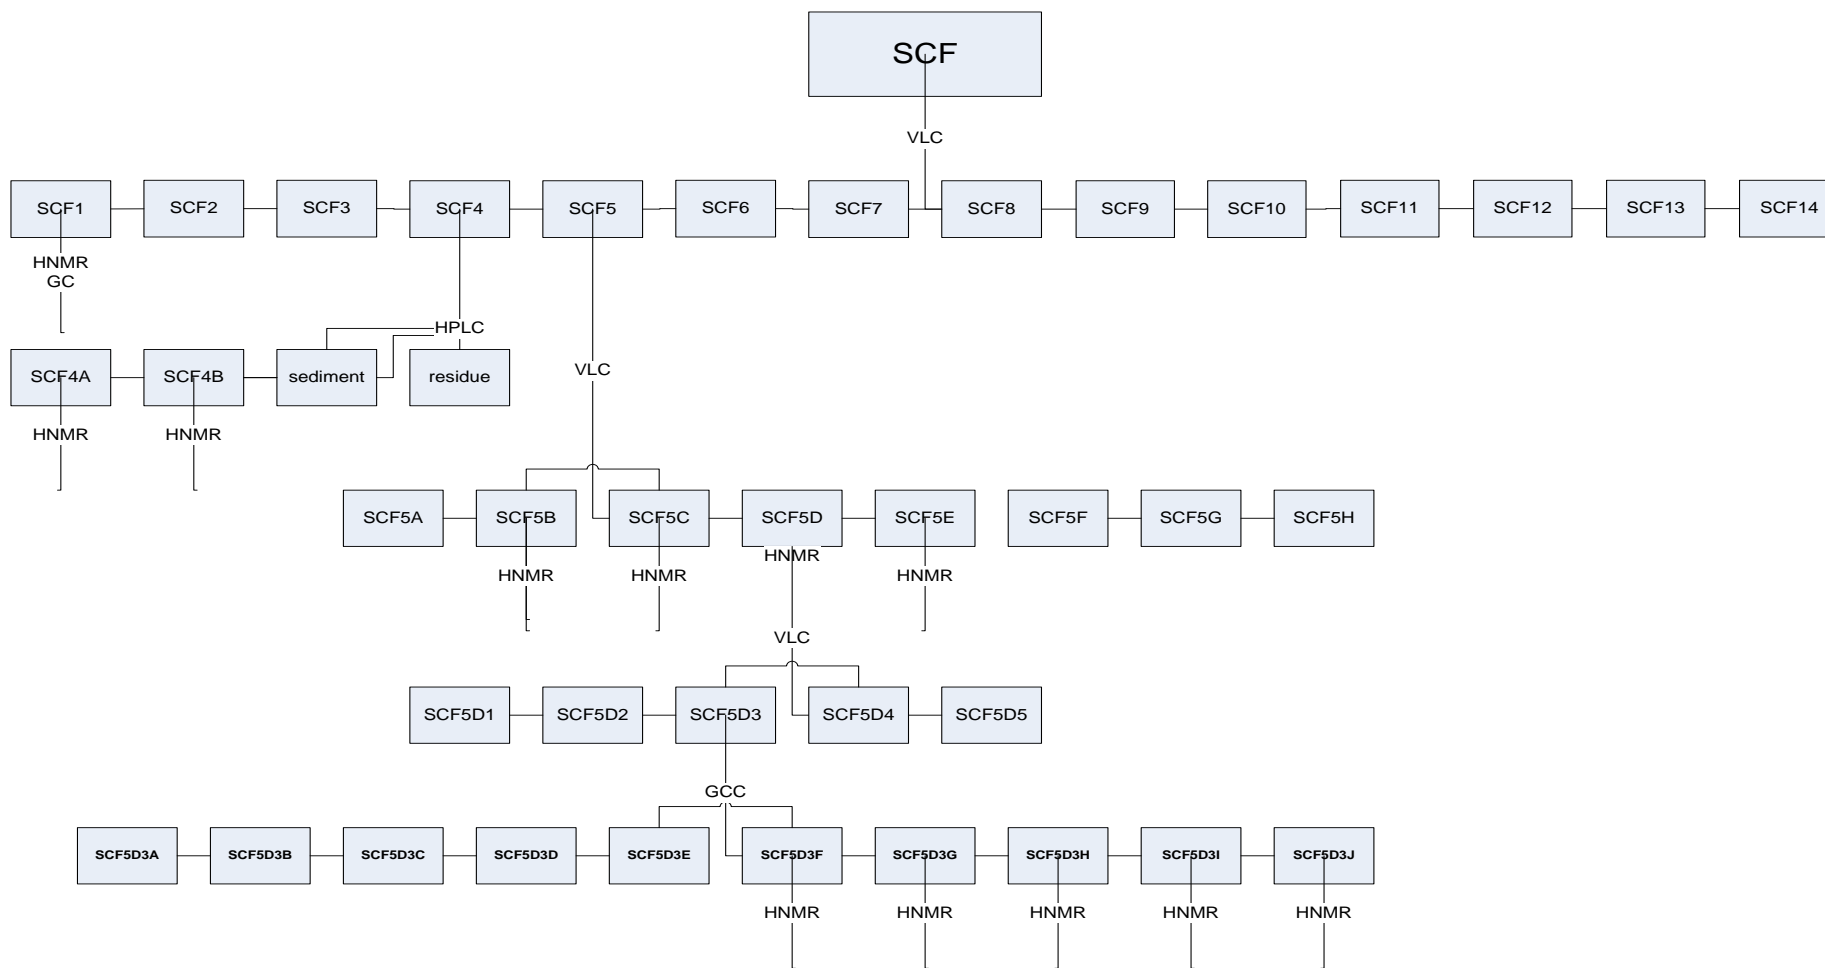 SCF
VLC
SCF1 SCF2 SCF3 SCF4 SCF5 SCF6 SCF7 SCF8 SCF9 SCF10 SCF11 SCF12 SCF13 SCF14
HNMR
GC
HPLC
VLC
SCF4A SCF4B sediment residue
HNMR HNMR
SCF5A SCF5B SCF5C SCF5D SCF5E SCF5F SCF5G SCF5H
HNMR
HNMR HNMR HNMR
VLC
SCF5D1 SCF5D2 SCF5D3 SCF5D4 SCF5D5
GCC
SCF5D3A SCF5D3B SCF5D3C SCF5D3D SCF5D3E SCF5D3F SCF5D3G SCF5D3H SCF5D3I SCF5D3J
HNMR HNMR HNMR HNMR HNMR